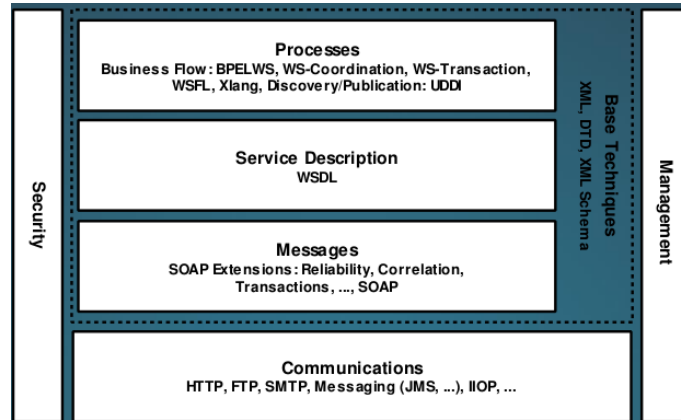 Security
Processes
Business Flow: BPELWS, WS-Coordination, WS-Transaction,
WSFL, Xlang, Discovery/Publication: UDDI
Service Description
WSDL
Messages
SOAP Extensions: Reliability, Correlation,
Transactions, ..., SOAP
Base Techniques
XML, DTD, XML Schema
Communications
HTTP, FTP, SMTP, Messaging (JMS, ...), IIOP, ...
Management